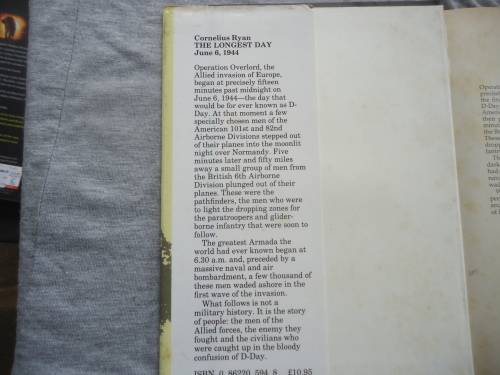 Cornelius Ryan
THE LONGEST DAY
June 6, 1944
Operation Overlord, the
Allied invasion of Europe,
began at precisely fifteen
minutes past midnight on
June 6, 1944—the day that
would be for ever known as D-
Day. At that moment a few
specially chosen men of the
American 101st and 82nd
Airborne Divisions stepped out
of their planes into the moonlit
night over Normandy. Five
minutes later and fifty miles
away a small group of men from
the British 6th Airborne
Division plunged out of their
planes. These were the
pathfinders, the men who were
to light the dropping zones for
the paratroopers and glider-
borne infantry that were soon to
follow.
The greatest Armada the
world had ever known began at
6.30 a.m. and, preceded by a
massive naval and air
bombardment, a few thousand of
these men waded ashore in the
first wave of the invasion.
What follows is not a
military history. It is the story
of people: the men of the
Allied forces, the enemy they
fought and the civilians who
were caught up in the bloody
confusion of D-Day.
ISBN 0 86220 594 8 £10.95